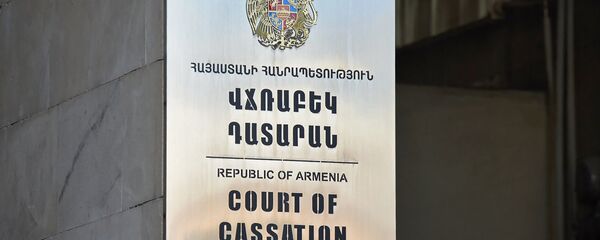 ՀԱՅԱՍՏԱՆԻ ՀԱՆՐԱՊԵՏՈՒԹՅՈՒՆ
ՎՃՌԱԲԵԿ
ԴԱՏԱՐԱՆ
REPUBLIC OF ARMENIA
COURT OF
CASSATION